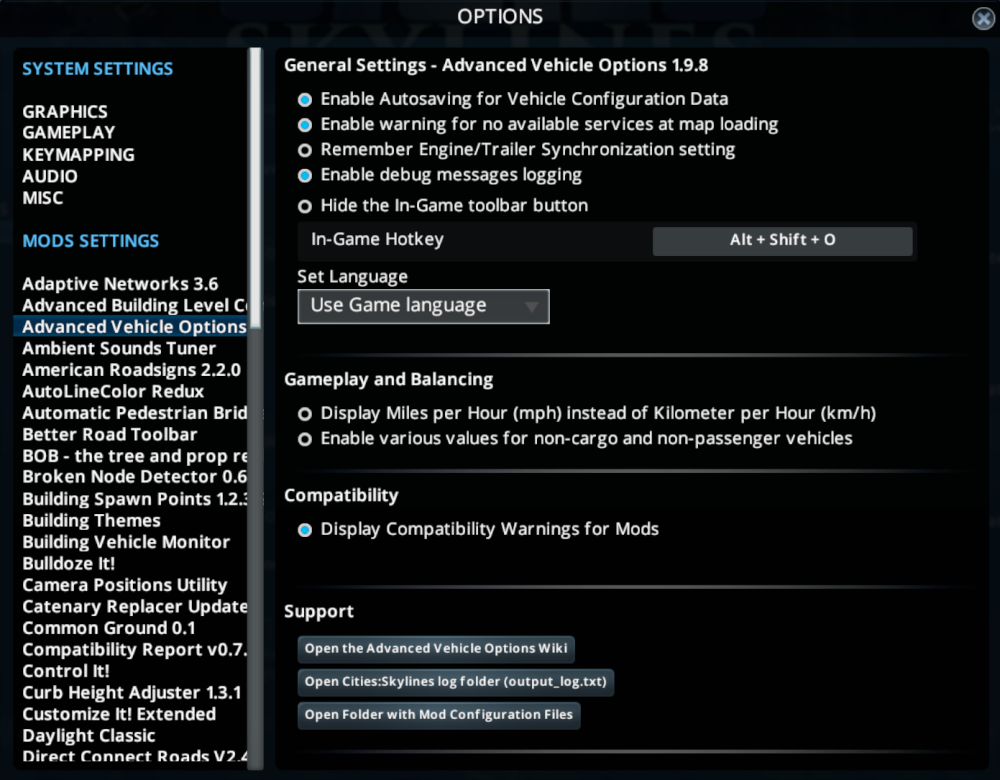 OPTIONS
SYSTEM SETTINGS
GRAPHICS
GAMEPLAY
KEYMAPPING
AUDIO
MISC
MODS SETTINGS
Adaptive Networks 3.6
Advanced Building Level C
Advanced Vehicle Options
Ambient Sounds Tuner
American Roadsigns 2.2.0
AutoLineColor Redux
Automatic Pedestrian Brid
Better Road Toolbar
BOB - the tree and prop re
Broken Node Detector 0.6
Building Spawn Points 1.2.3
Building Themes
Building Vehicle Monitor
Bulldoze It!
Camera Positions Utility
Catenary Replacer Update
Common Ground 0.1
Compatibility Report v0.7.
Control It!
Curb Height Adjuster 1.3.1
Customize It! Extended
Daylight Classic
Direct Connect Roads V2.4
General Settings - Advanced Vehicle Options 1.9.8
Enable Autosaving for Vehicle Configuration Data
Enable warning for no available services at map loading
Remember Engine/Trailer Synchronization setting
Enable debug messages logging
Hide the In-Game toolbar button
In-Game Hotkey Alt + Shift + O
Set Language
Use Game language
Gameplay and Balancing
Display Miles per Hour (mph) instead of Kilometer per Hour (km/h)
Enable various values for non-cargo and non-passenger vehicles
Compatibility
Display Compatibility Warnings for Mods
Support
Open the Advanced Vehicle Options Wiki
Open Cities:Skylines log folder (output_log.txt)
Open Folder with Mod Configuration Files